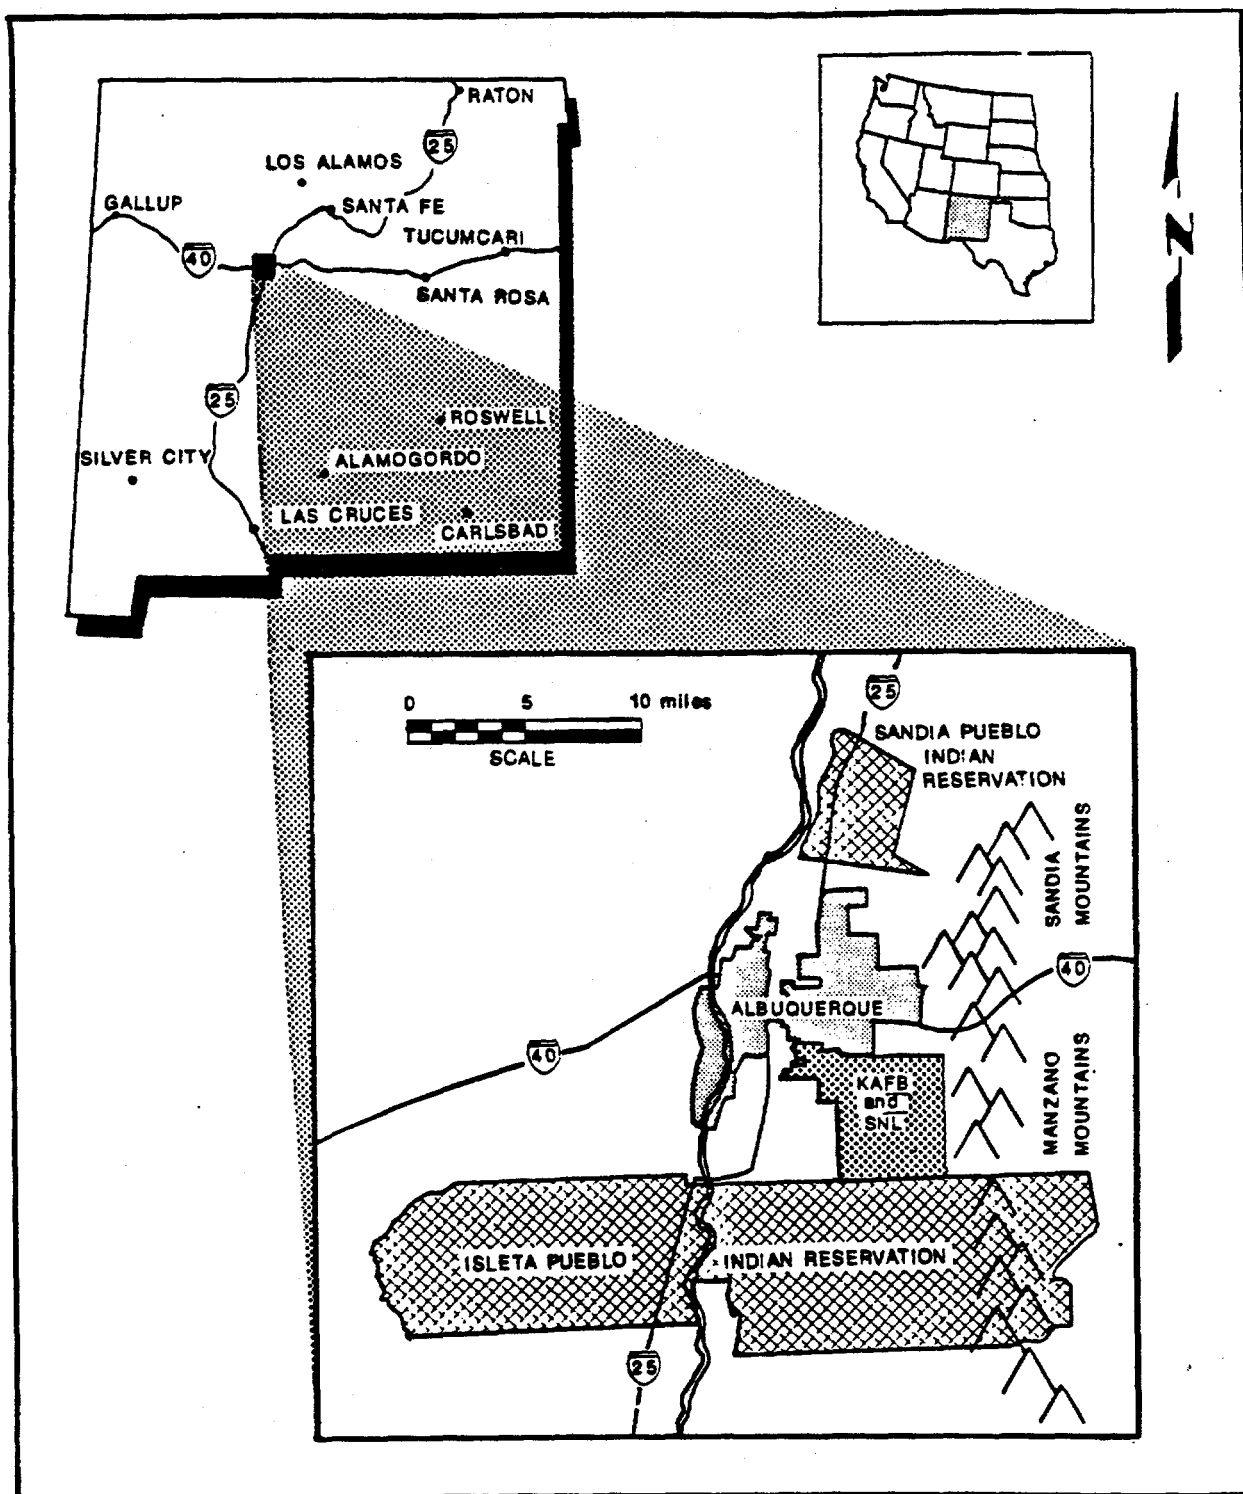 RATON
25
LOS ALAMOS
GALLUP
SANTA FE
TUCUMCARI
40
SANTA ROSA
25
ROSWELL
SILVER CITY
ALAMOGORDO
LAS CRUCES
CARLSBAD
N
0 5 10 miles
SCALE
25
SANDIA PUEBLO
INDIAN
RESERVATION
SANDIA
MOUNTAINS
40
ALBUQUERQUE
40
KAFB
and
SNL
MANZANO
MOUNTAINS
ISLETA PUEBLO INDIAN RESERVATION
25